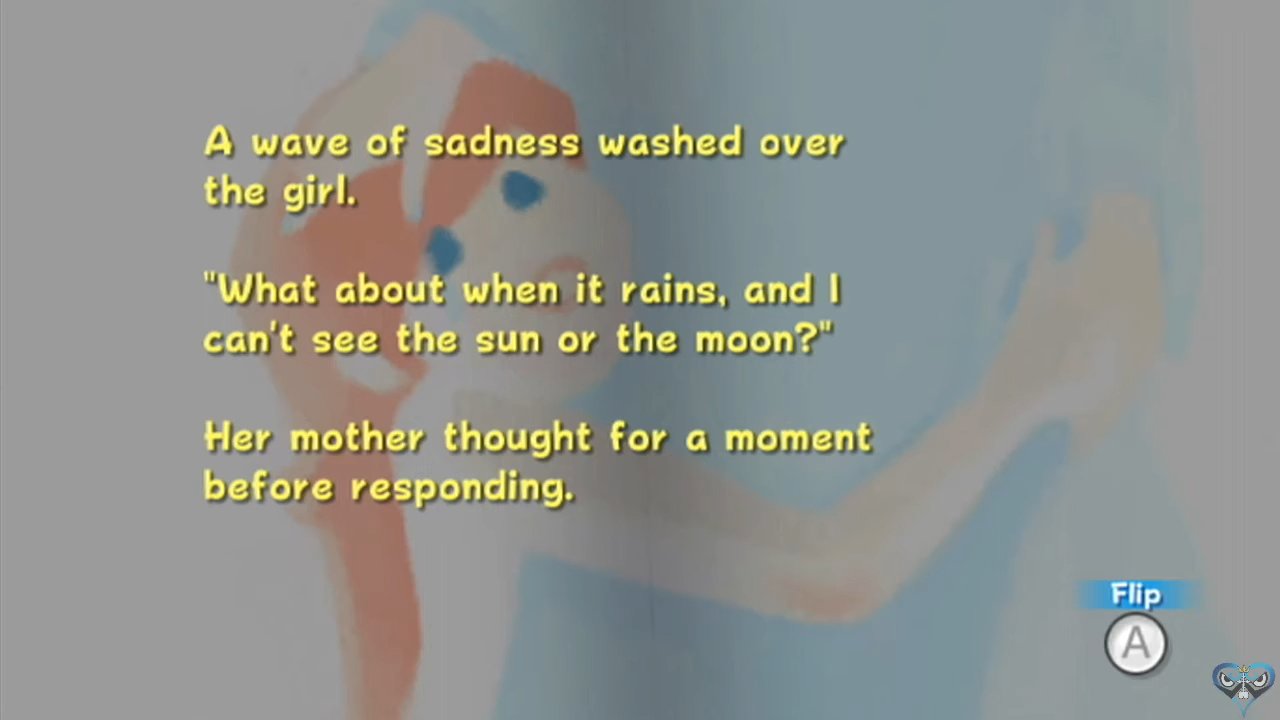 A wave of sadness washed over
the girl.
"What about when it rains, and I
can't see the sun or the moon?"
Her mother thought for a moment
before responding.
Flip
A